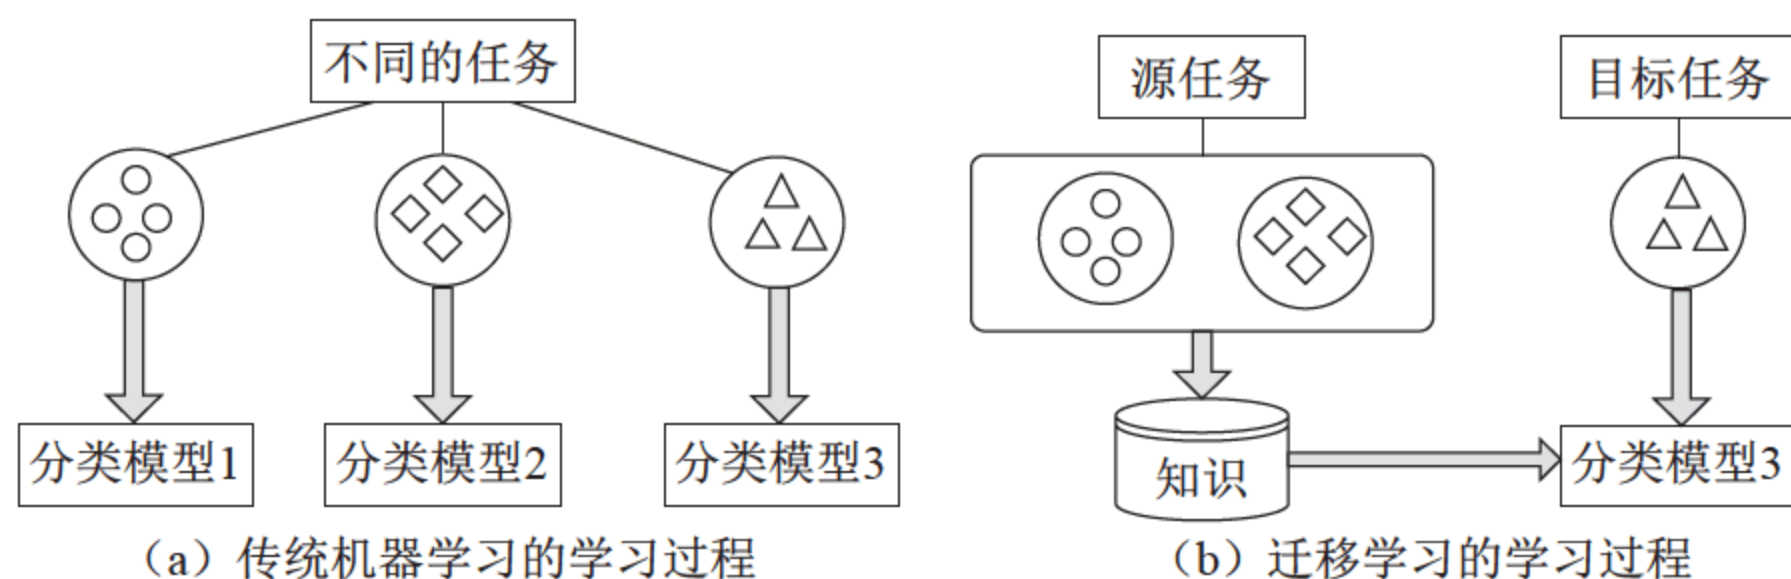 不同的任务
源任务
目标任务
分类模型1
分类模型2
分类模型3
知识
分类模型3
（a）传统机器学习的学习过程
（b）迁移学习的学习过程